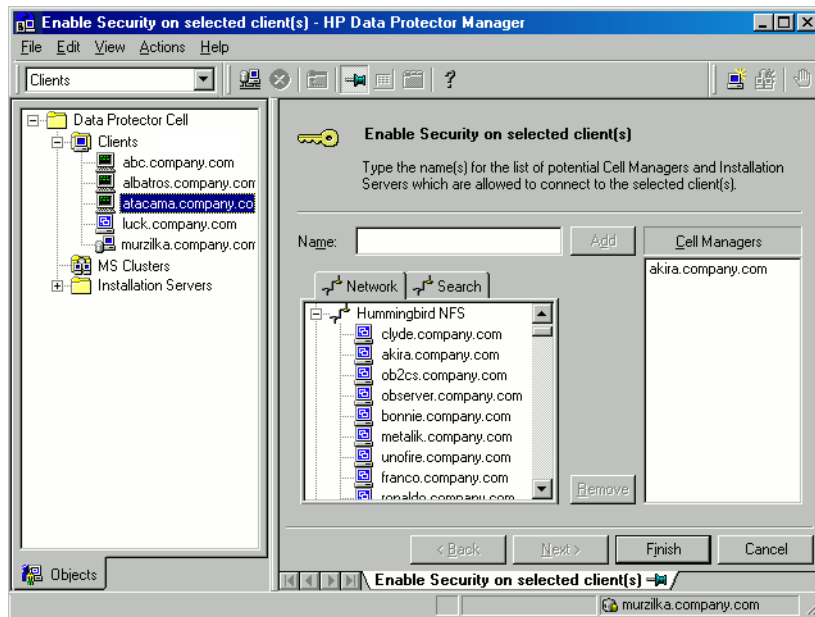 Enable Security on selected client(s) - HP Data Protector Manager
File Edit View Actions Help
Clients
Data Protector Cell
Clients
abc.company.com
albatros.company.com
atacama.company.co
luck.company.com
murzilka.company.com
MS Clusters
Installation Servers
Objects
Enable Security on selected client(s)
Type the name(s) for the list of potential Cell Managers and Installation
Servers which are allowed to connect to the selected client(s).
Name:
Add
Cell Managers
akira.company.com
Network
Search
Hummingbird NFS
clyde.company.com
akira.company.com
ob2cs.company.com
observer.company.com
bonnie.company.com
metalik.company.com
unofire.company.com
franco.company.com
ronaldo.company.com
Remove
< Back Next > Finish Cancel
Enable Security on selected client(s)
murzilka.company.com